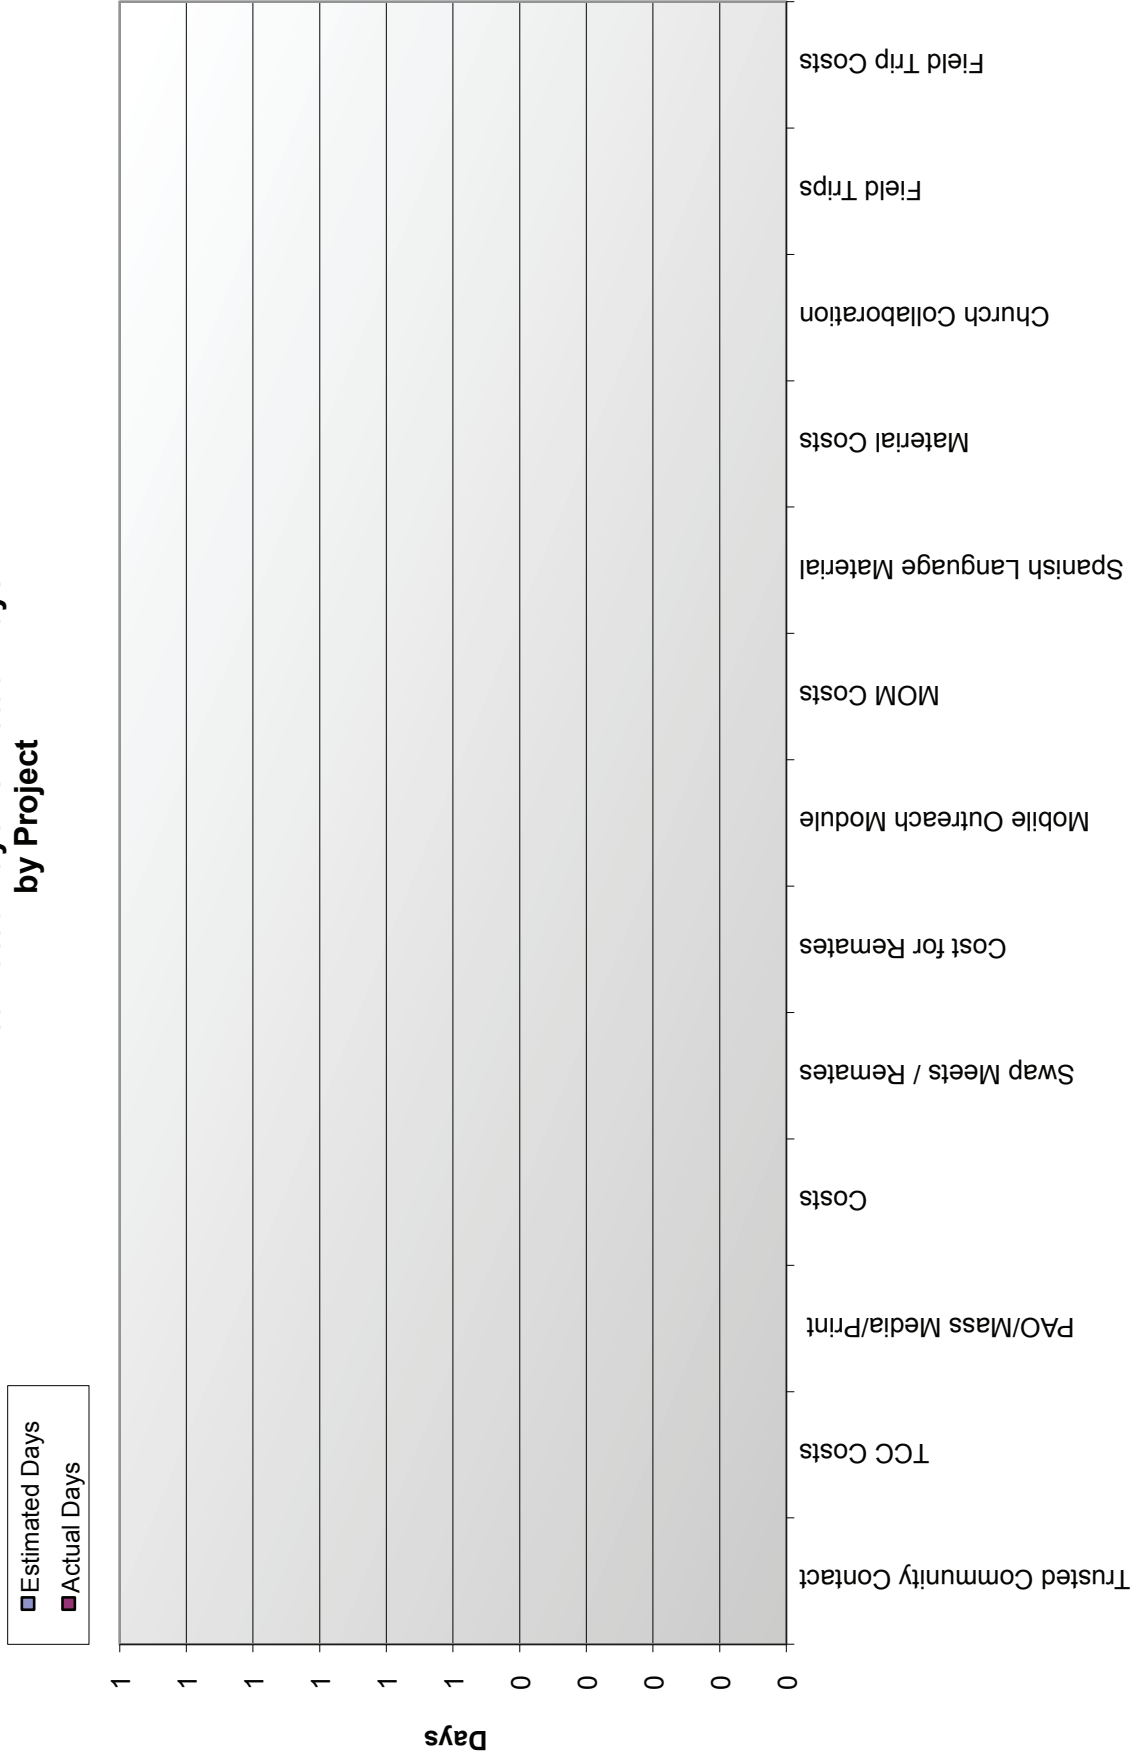 by Project
Estimated Days
Actual Days
Days
1
1
1
1
1
1
0
0
0
0
0
Trusted Community Contact
TCC Costs
PAO/Mass Media/Print
Costs
Swap Meets / Remates
Cost for Remates
Mobile Outreach Module
MOM Costs
Spanish Language Material
Material Costs
Church Collaboration
Field Trips
Field Trip Costs